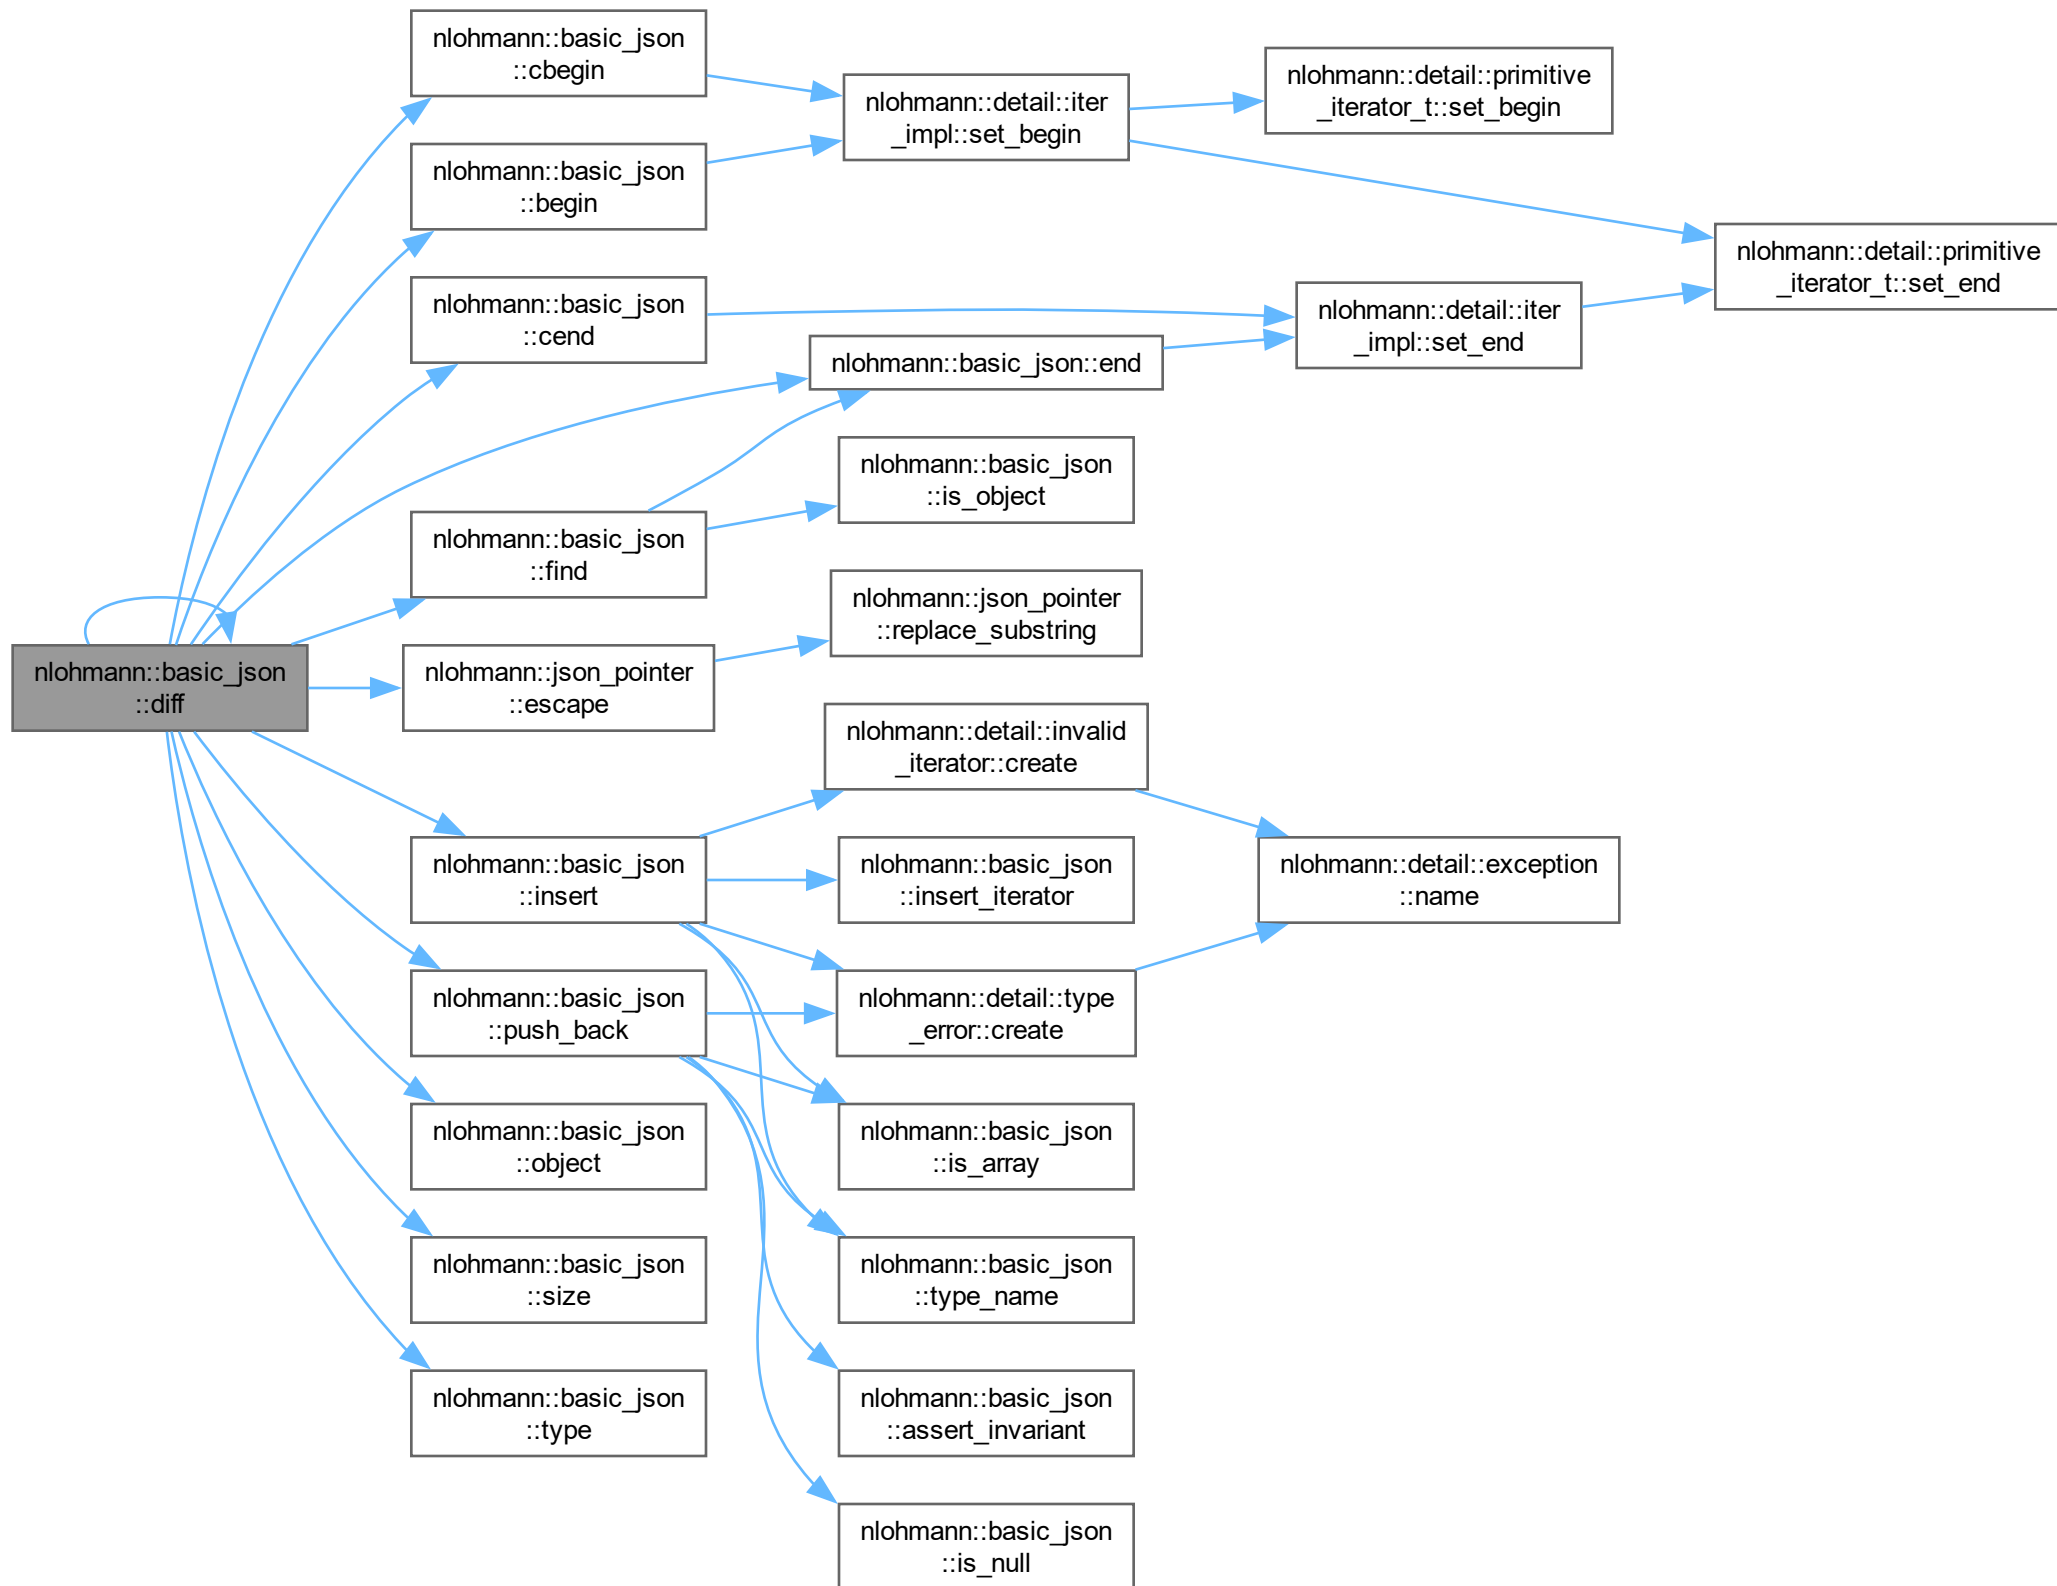 nlohmann::basic_json
::diff
nlohmann::basic_json
::cbegin
nlohmann::basic_json
::begin
nlohmann::basic_json
::cend
nlohmann::basic_json
::find
nlohmann::json_pointer
::escape
nlohmann::basic_json
::insert
nlohmann::basic_json
::push_back
nlohmann::basic_json
::object
nlohmann::basic_json
::size
nlohmann::basic_json
::type
nlohmann::detail::iter
_impl::set_begin
nlohmann::basic_json::end
nlohmann::basic_json
::is_object
nlohmann::json_pointer
::replace_substring
nlohmann::detail::invalid
_iterator::create
nlohmann::basic_json
::insert_iterator
nlohmann::detail::type
_error::create
nlohmann::basic_json
::is_array
nlohmann::basic_json
::type_name
nlohmann::basic_json
::assert_invariant
nlohmann::basic_json
::is_null
nlohmann::detail::primitive
_iterator_t::set_begin
nlohmann::detail::iter
_impl::set_end
nlohmann::detail::exception
::name
nlohmann::detail::primitive
_iterator_t::set_end